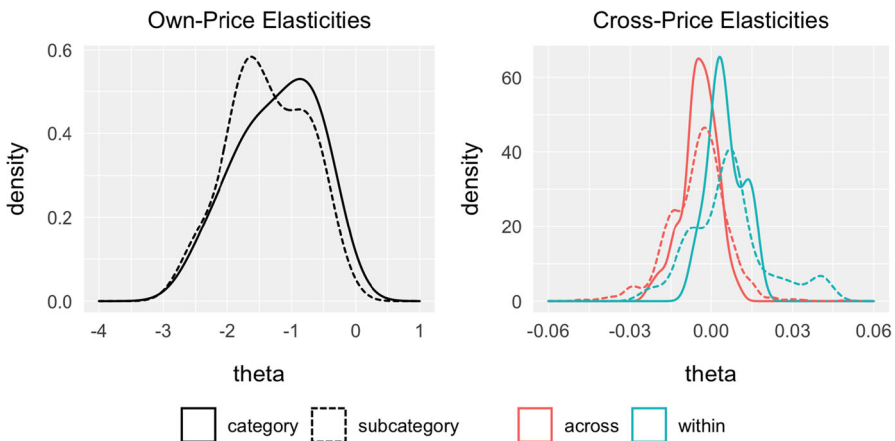 Own-Price Elasticities
Cross-Price Elasticities
0.6
0.4
0.2
0.0
density
-4 -3 -2 -1 0 1
theta
60
40
20
0
density
-0.06 -0.03 0.00 0.03 0.06
theta
category subcategory across within